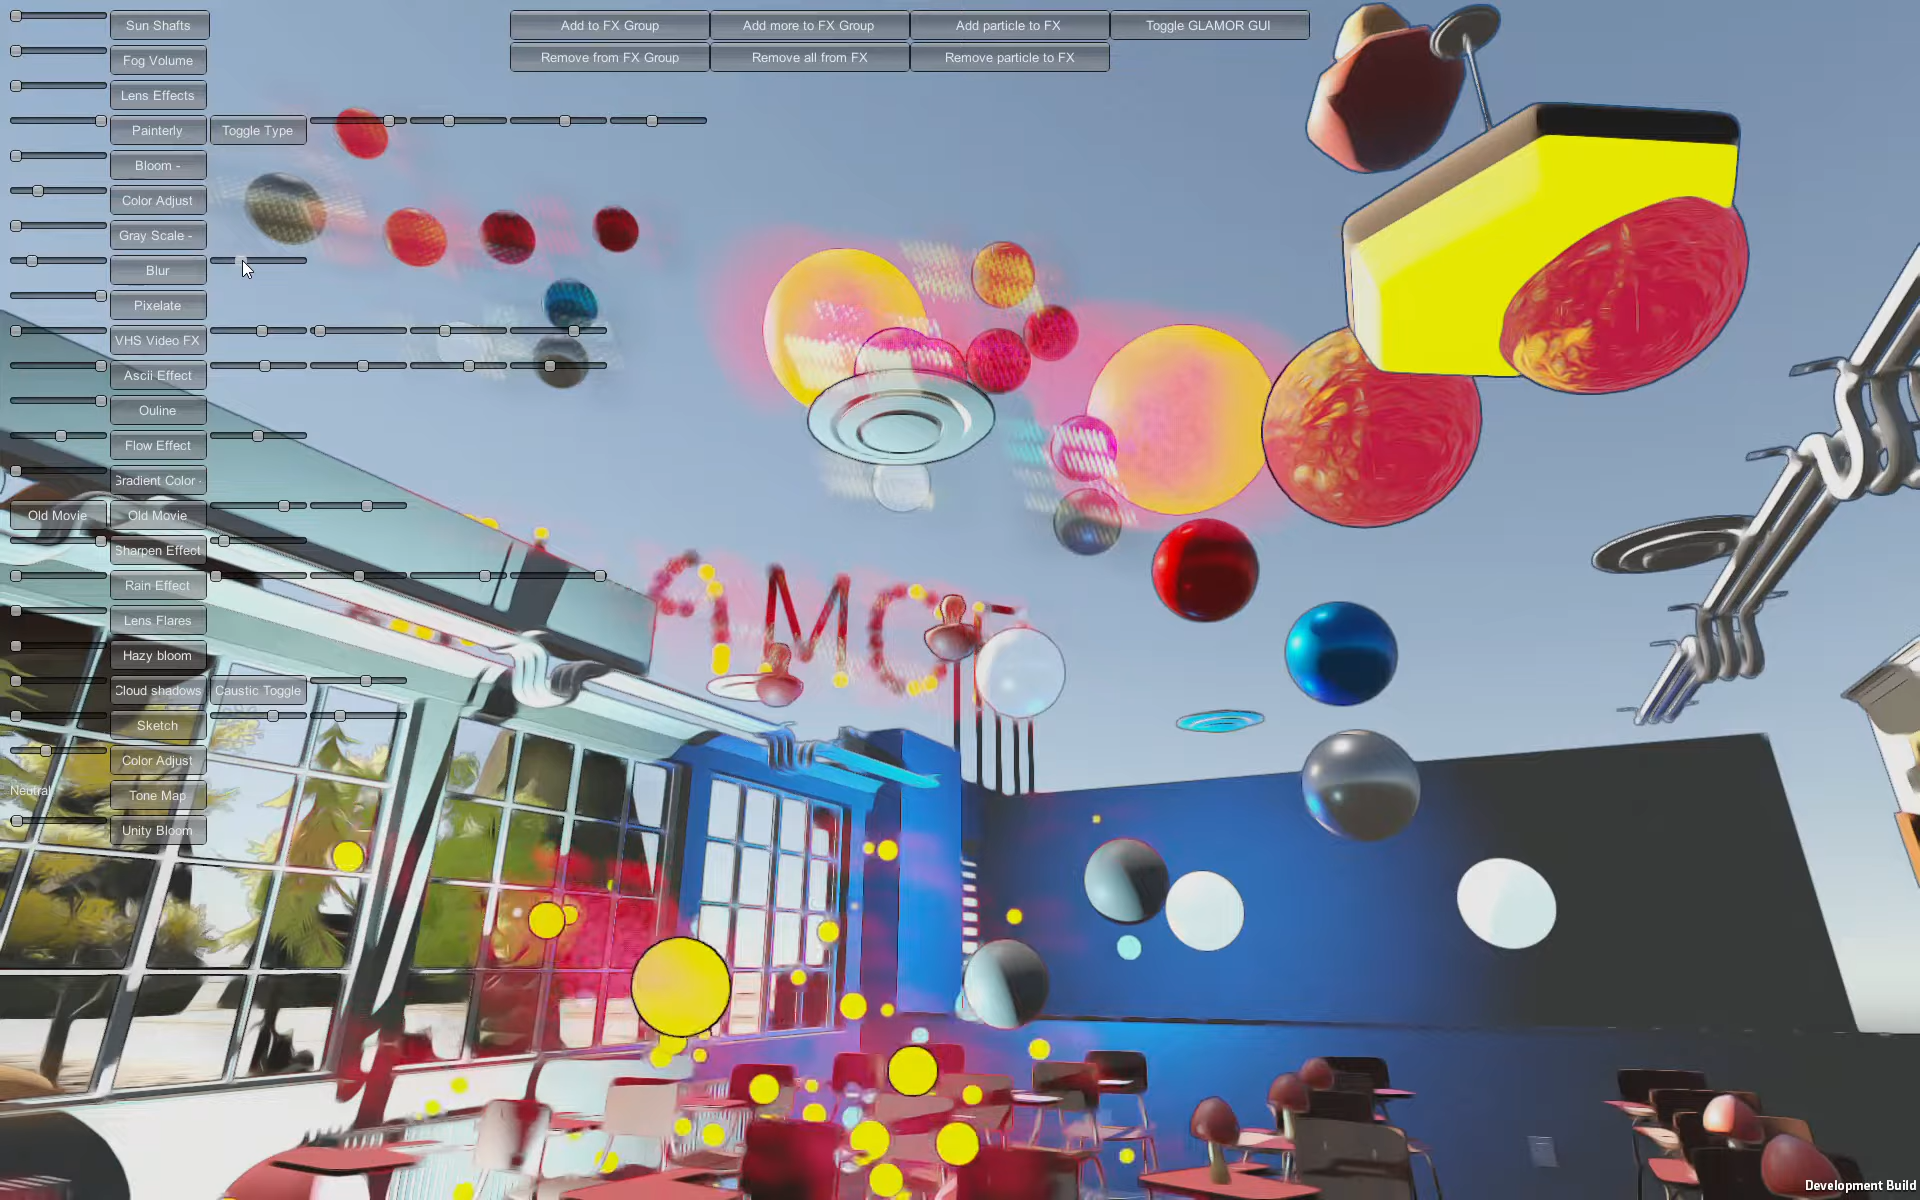 Sun Shafts
Add to FX Group
Add more to FX Group
Add particle to FX
Toggle GLAMOR GUI
Remove from FX Group
Remove all from FX
Remove particle to FX
Fog Volume
Lens Effects
Painterly
Toggle Type
Bloom -
Color Adjust
Gray Scale -
Blur
Pixelate
VHS Video FX
Ascii Effect
Ouline
Flow Effect
Gradient Color -
Old Movie
Old Movie
Sharpen Effect
Rain Effect
Lens Flares
Hazy bloom
Cloud shadows
Caustic Toggle
Sketch
Color Adjust
Neutral
Tone Map
Unity Bloom
Development Build